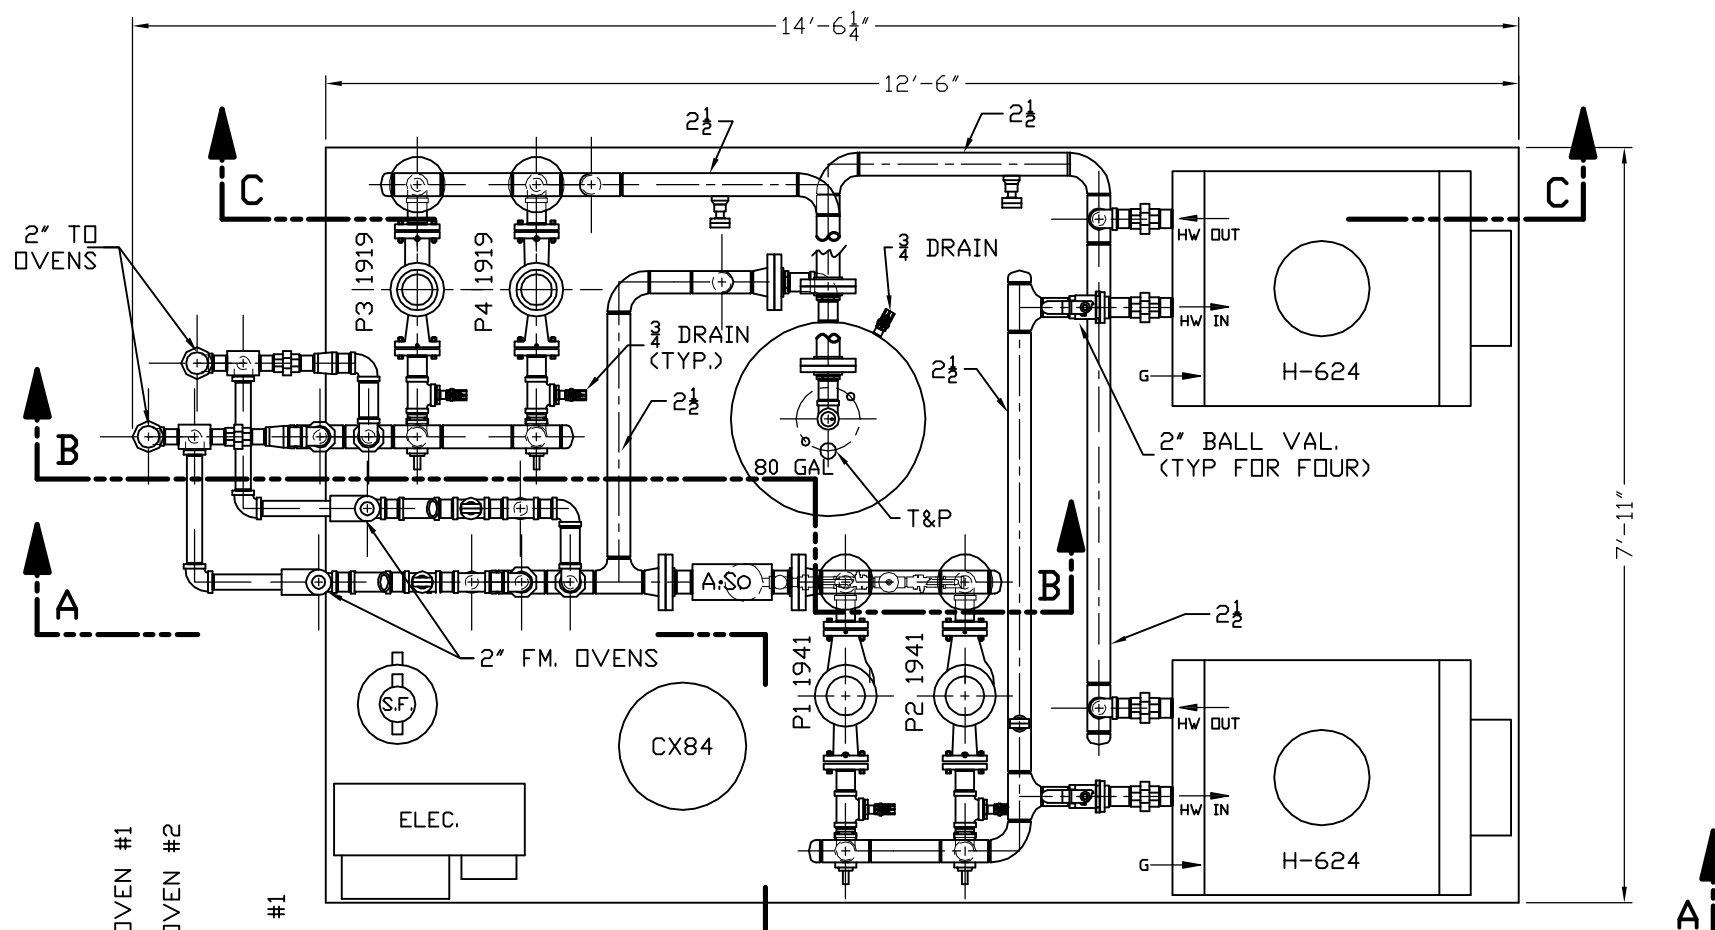 14'-6 1/4"
12'-6"
2 1/2
2 1/2
C
C
2" TO
OVENS
P3 1919
P4 1919
3/4 DRAIN
HW OUT
HW IN
3/4 DRAIN
(TYP.)
2 1/2
2 1/2
G
H-624
B
80 GAL
2" BALL VAL.
(TYP FOR FOUR)
T&P
7'-11"
A
A.S
B
2 1/2
2" FM. OVENS
P1 1941
P2 1941
S.F.
CX84
HW OUT
HW IN
ELEC.
G
H-624
OVEN #1
OVEN #2
#1
A